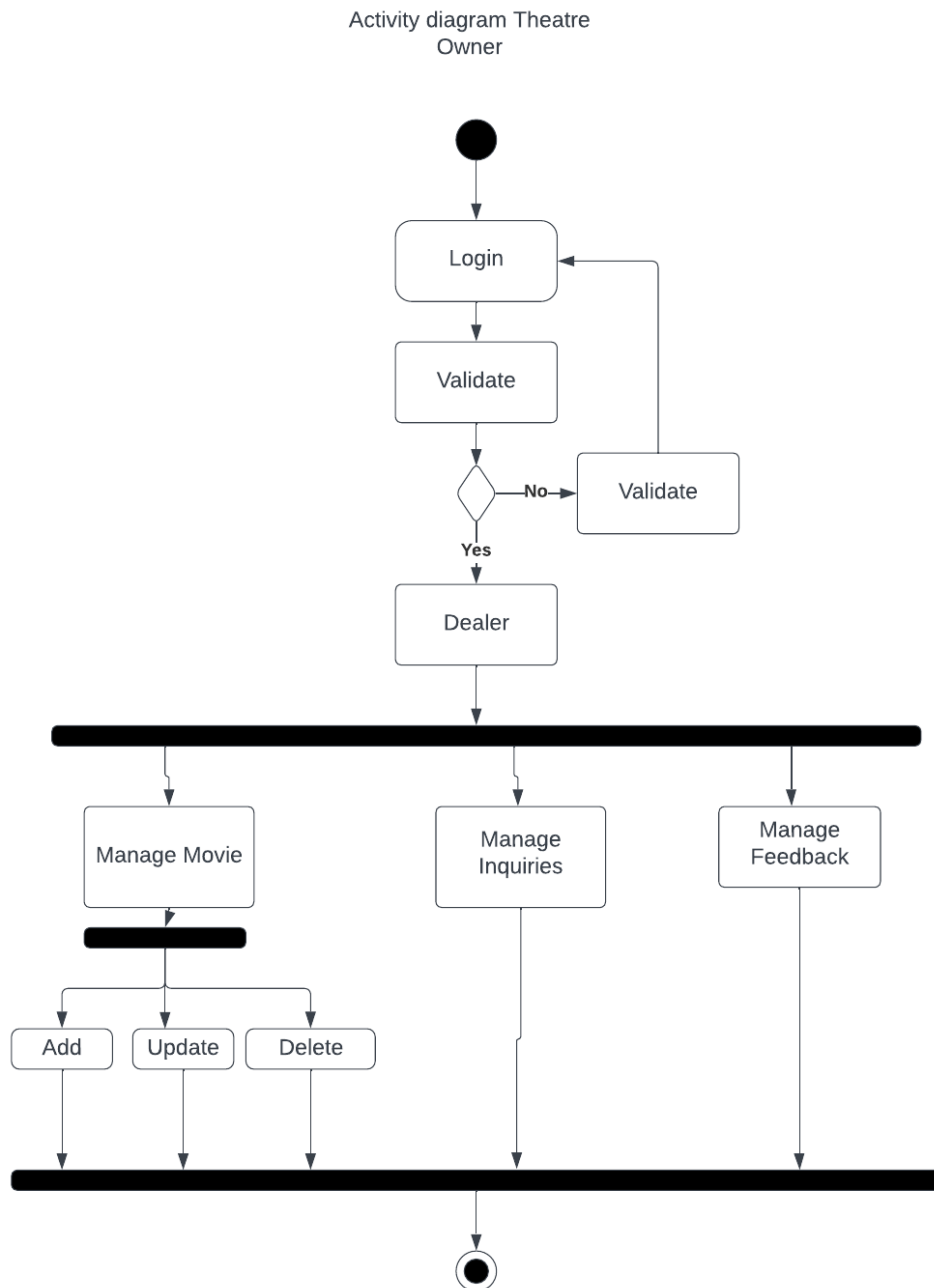 Activity diagram Theatre
Owner
Login
Validate
No
Validate
Yes
Dealer
Manage Movie
Manage
Inquiries
Manage
Feedback
Add
Update
Delete